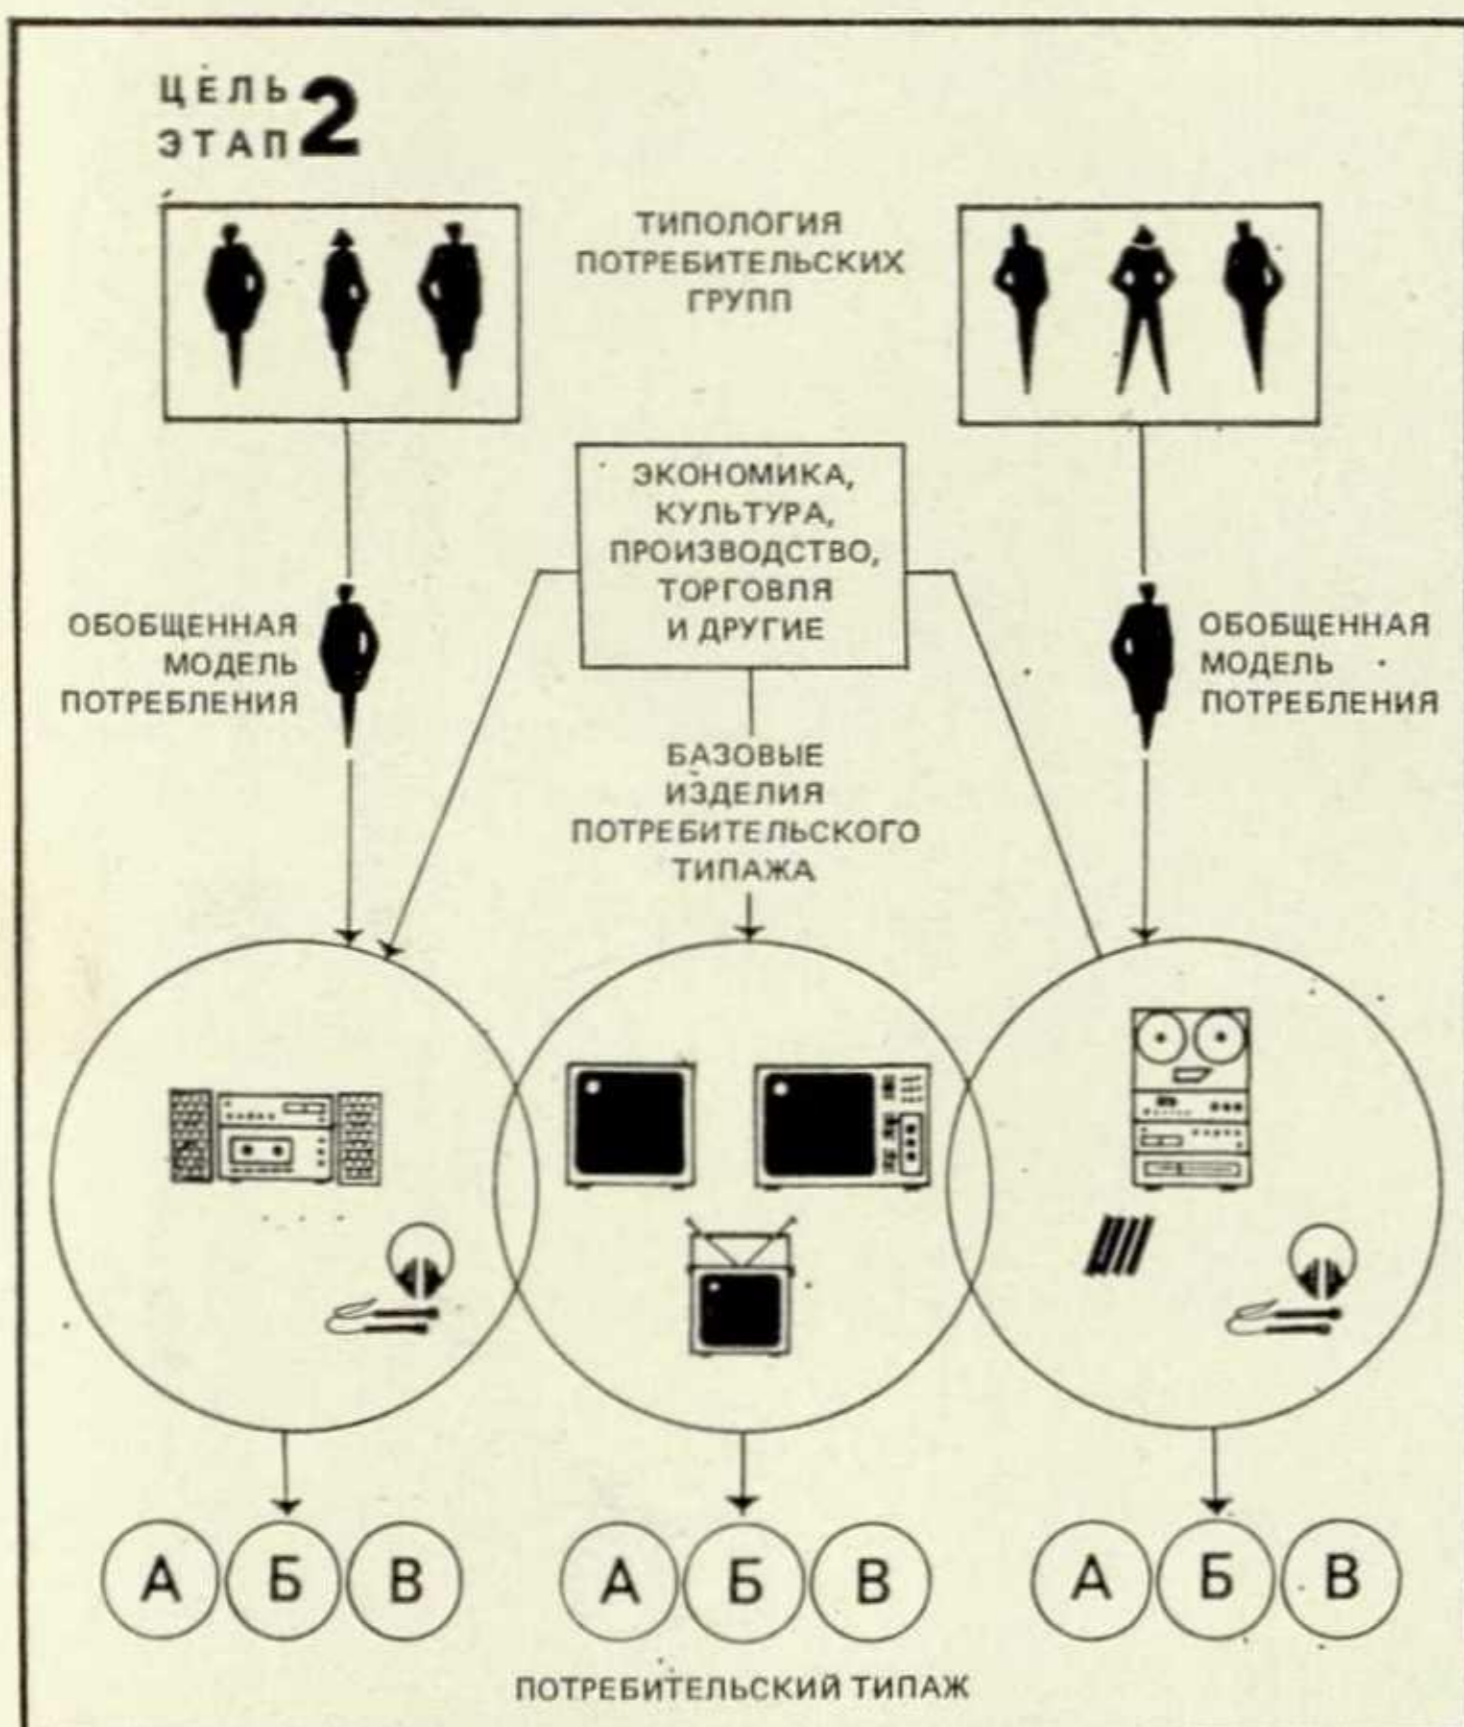 ЦЕЛЬ
ЭТАП 2
ТИПОЛОГИЯ
ПОТРЕБИТЕЛЬСКИХ
ГРУПП
ЭКОНОМИКА,
КУЛЬТУРА,
ПРОИЗВОДСТВО,
ТОРГОВЛЯ
И ДРУГИЕ
ОБОБЩЕННАЯ
МОДЕЛЬ
ПОТРЕБЛЕНИЯ
ОБОБЩЕННАЯ
МОДЕЛЬ
ПОТРЕБЛЕНИЯ
БАЗОВЫЕ
ИЗДЕЛИЯ
ПОТРЕБИТЕЛЬСКОГО
ТИПАЖА
А Б В
А Б В
А Б В
ПОТРЕБИТЕЛЬСКИЙ ТИПАЖ